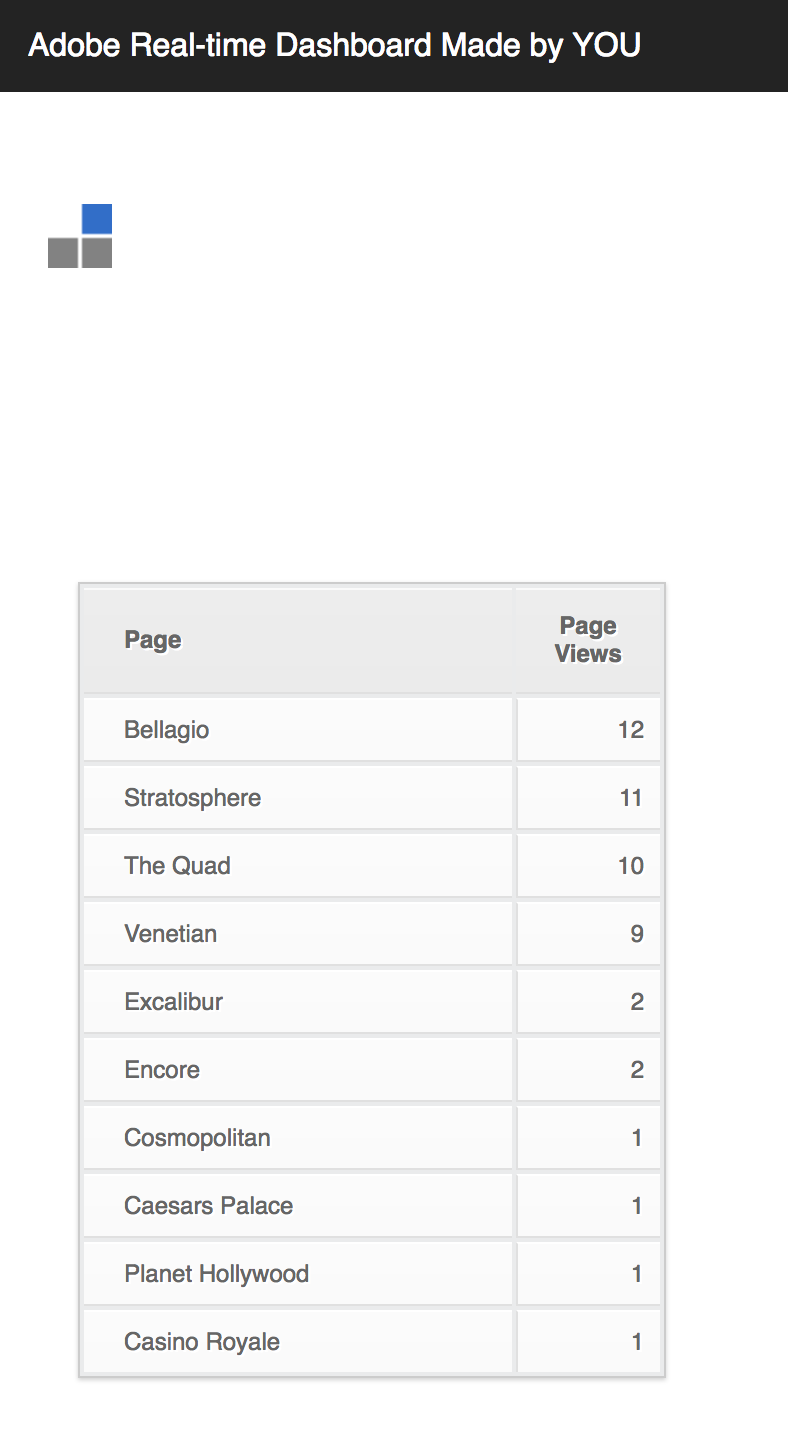 Adobe Real-time Dashboard Made by YOU
Page
Page
Views
Bellagio 12
Stratosphere 11
The Quad 10
Venetian 9
Excalibur 2
Encore 2
Cosmopolitan 1
Caesars Palace 1
Planet Hollywood 1
Casino Royale 1